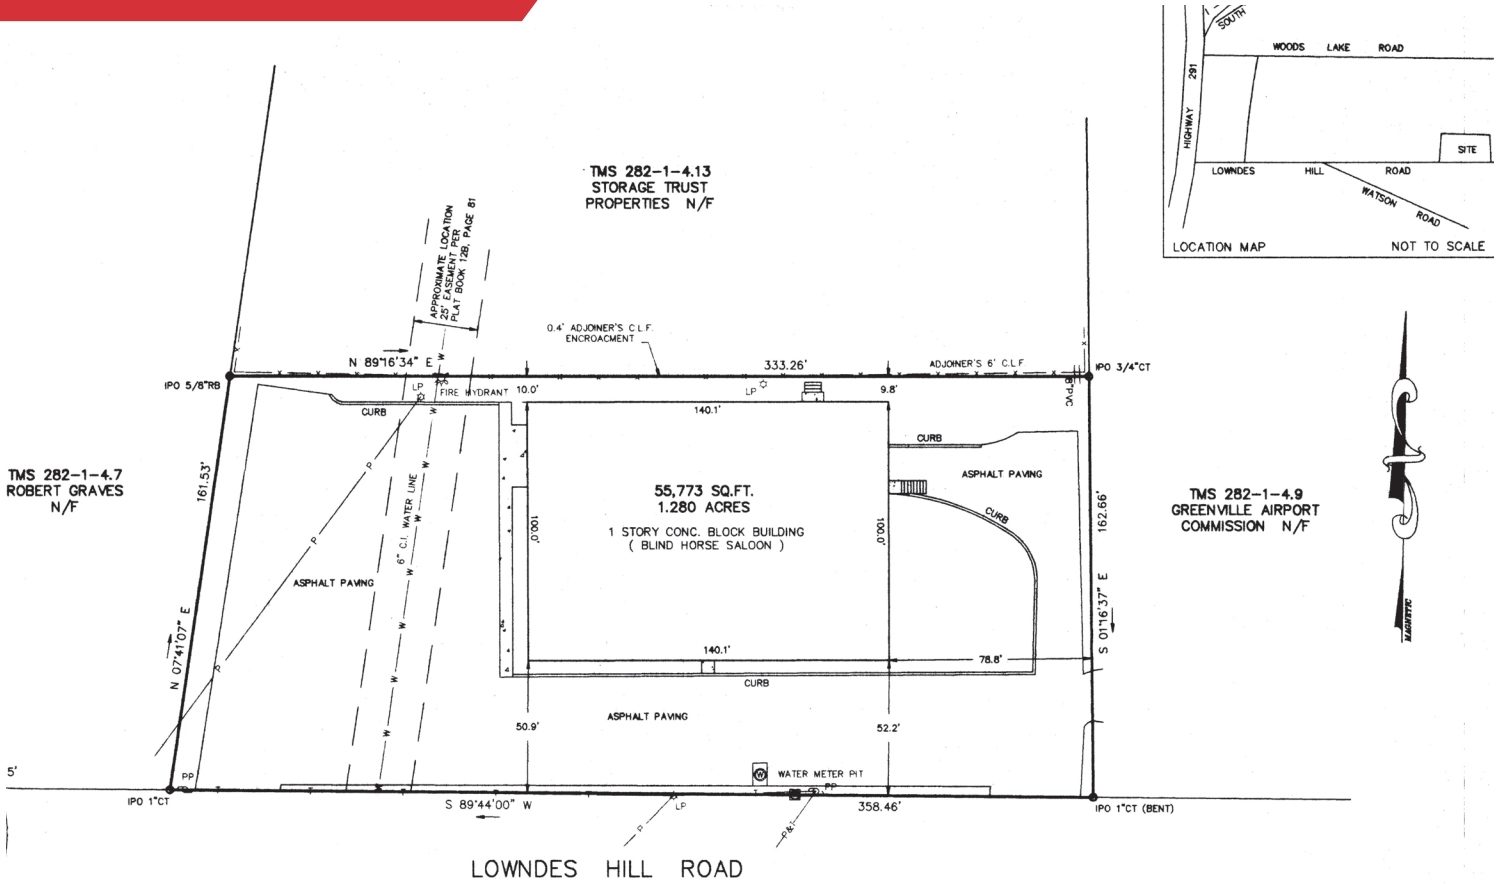 SOUTH
WOODS LAKE ROAD
HIGHWAY 291
SITE
LOWNDES HILL ROAD
WATSON ROAD
LOCATION MAP
NOT TO SCALE
TMS 282-1-4.13
STORAGE TRUST
PROPERTIES N/F
APPROXIMATE LOCATION
25' EASEMENT PER
PLAT BOOK 12B, PAGE 81
0.4' ADJOINER'S C.L.F.
ENCROACMENT
N 89°16'34" E
333.26'
ADJOINER'S 6' C.L.F.
IPO 3/4"CT
IPO 5/8"RB
LP
FIRE HYDRANT
10.0'
LP
9.8'
8"PVC
CURB
140.1'
CURB
ASPHALT PAVING
TMS 282-1-4.7
ROBERT GRAVES
N/F
161.53'
6" C.I. WATER LINE
55,773 SQ.FT.
1.280 ACRES
1 STORY CONC. BLOCK BUILDING
( BLIND HORSE SALOON )
100.0'
100.0'
CURB
162.66'
TMS 282-1-4.9
GREENVILLE AIRPORT
COMMISSION N/F
ASPHALT PAVING
N 07°41'07" E
S 01°16'37" E
MAGNETIC
140.1'
78.8'
CURB
ASPHALT PAVING
50.9'
52.2'
5'
PP
WATER METER PIT
PP
IPO 1"CT
S 89°44'00" W
LP
358.46'
IPO 1"CT (BENT)
P
P&T
LOWNDES HILL ROAD